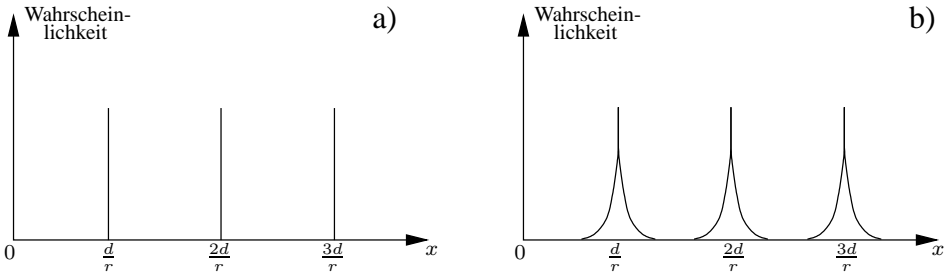 Wahrschein-
lichkeit
a)
0
d/r
2d/r
3d/r
x
Wahrschein-
lichkeit
b)
0
d/r
2d/r
3d/r
x